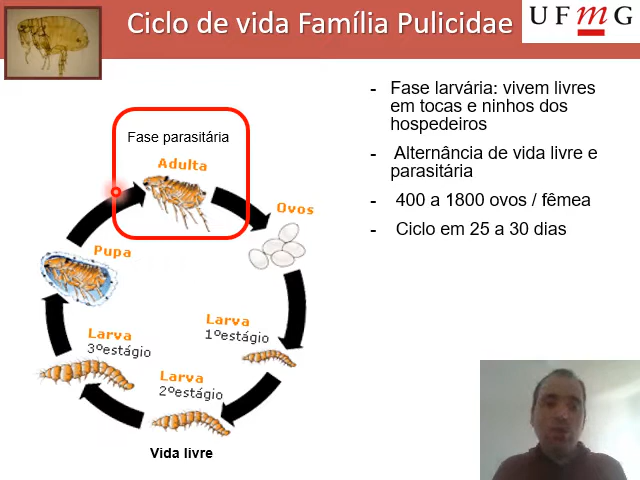 Ciclo de vida Família Pulicidae
UFmG
- Fase larvária: vivem livres
em tocas e ninhos dos
hospedeiros
- Alternância de vida livre e
parasitária
- 400 a 1800 ovos / fêmea
- Ciclo em 25 a 30 dias
Fase parasitária
Adulta
Ovos
Larva
1ºestágio
Larva
2ºestágio
Larva
3ºestágio
Pupa
Vida livre